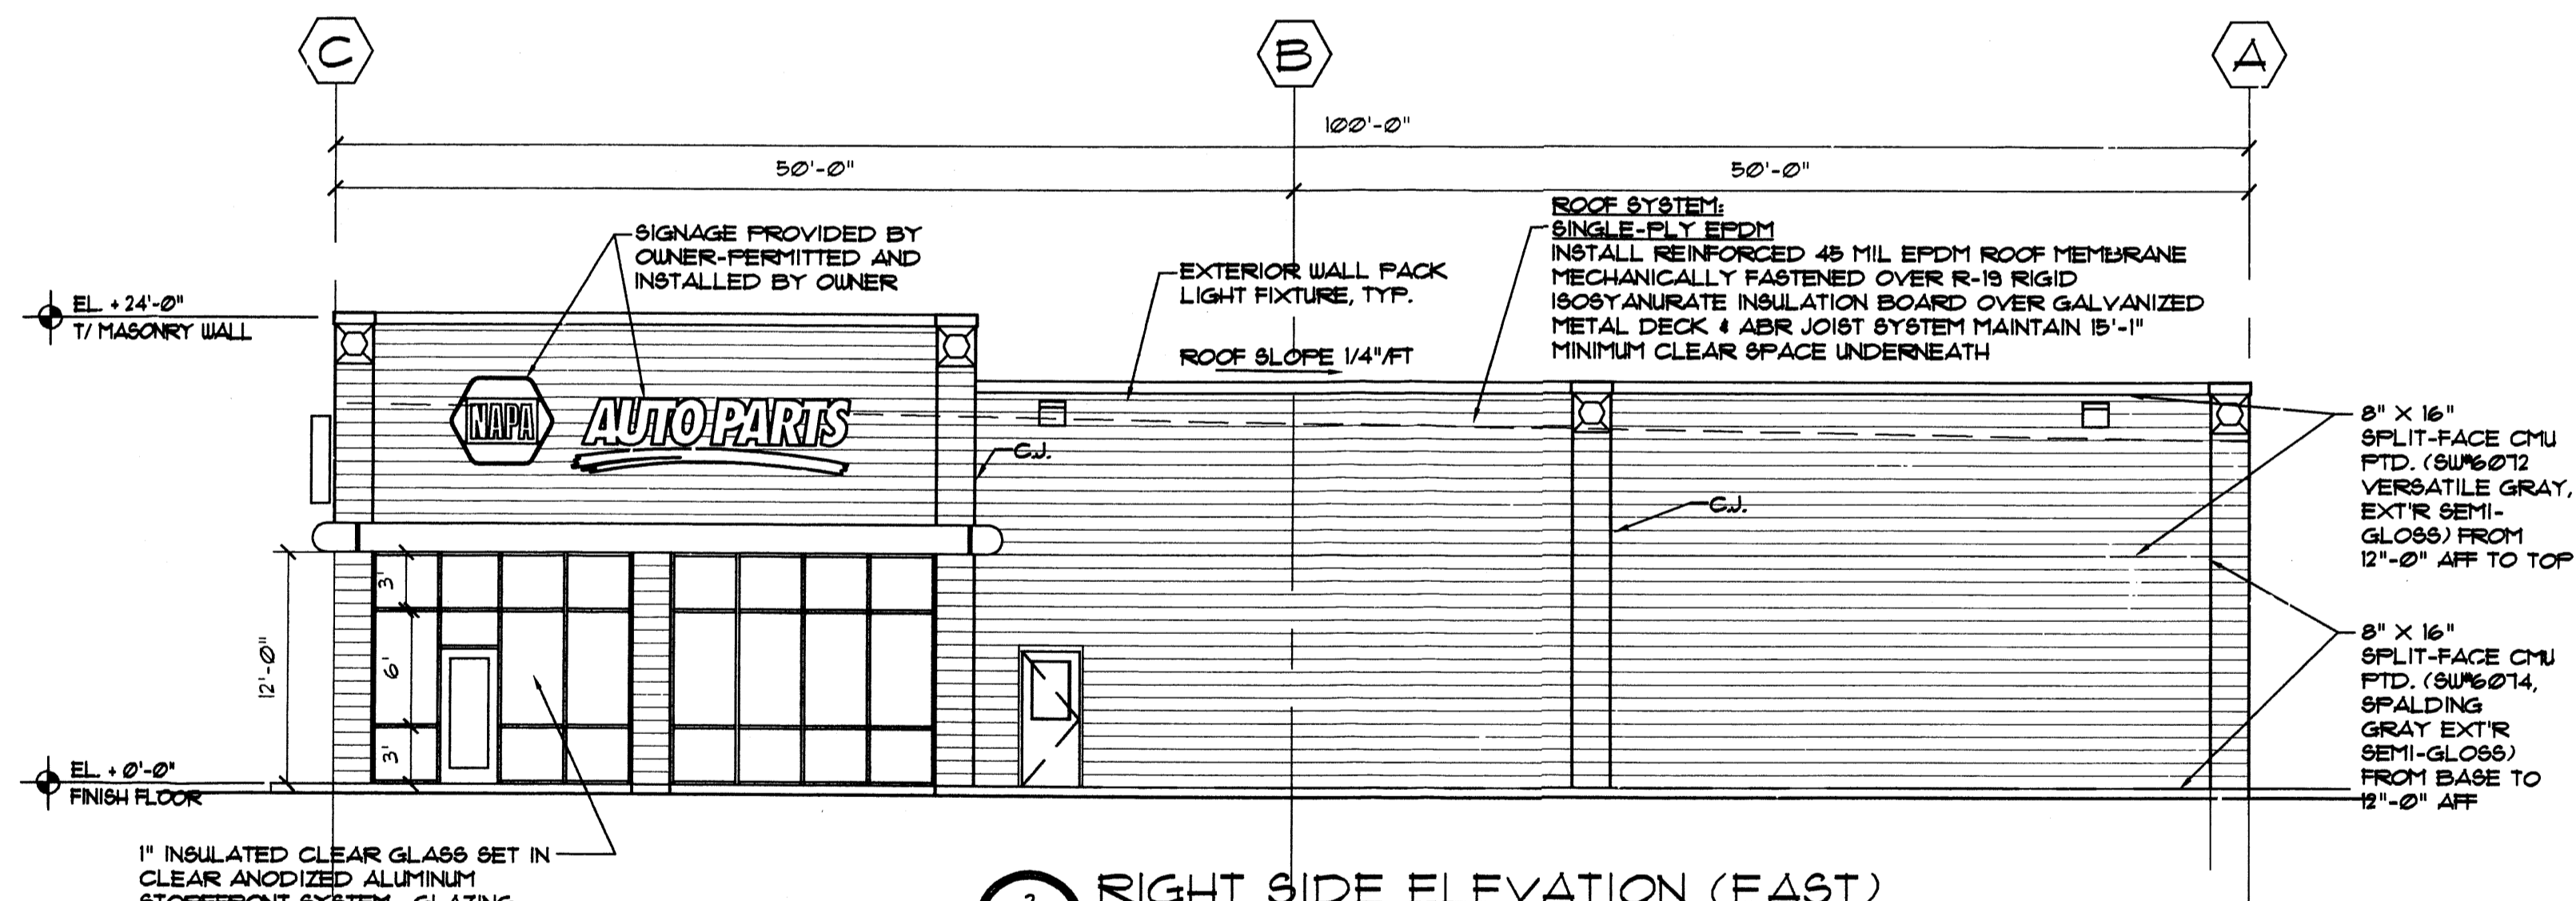 C
B
A
100'-0"
50'-0"
50'-0"
SIGNAGE PROVIDED BY
OWNER-PERMITTED AND
INSTALLED BY OWNER
EXTERIOR WALL PACK
LIGHT FIXTURE, TYP.
ROOF SLOPE 1/4"/FT
ROOF SYSTEM:
SINGLE-PLY EPDM
INSTALL REINFORCED 45 MIL EPDM ROOF MEMBRANE
MECHANICALLY FASTENED OVER R-19 RIGID
ISOSYANURATE INSULATION BOARD OVER GALVANIZED
METAL DECK & ABR JOIST SYSTEM MAINTAIN 15'-1"
MINIMUM CLEAR SPACE UNDERNEATH
EL. + 24'-0"
T/ MASONRY WALL
NAPA
AUTO PARTS
C.J.
C.J.
8" X 16"
SPLIT-FACE CMU
PTD. (SW#6072
VERSATILE GRAY,
EXT'R SEMI-
GLOSS) FROM
12"-0" AFF TO TOP
3'
6'
3'
12'-0"
8" X 16"
SPLIT-FACE CMU
PTD. (SW#6074,
SPALDING
GRAY EXT'R
SEMI-GLOSS)
FROM BASE TO
12"-0" AFF
EL. + 0'-0"
FINISH FLOOR
1" INSULATED CLEAR GLASS SET IN
CLEAR ANODIZED ALUMINUM
STOREFRONT SYSTEM. GLAZING
2
RIGHT SIDE ELEVATION (EAST)